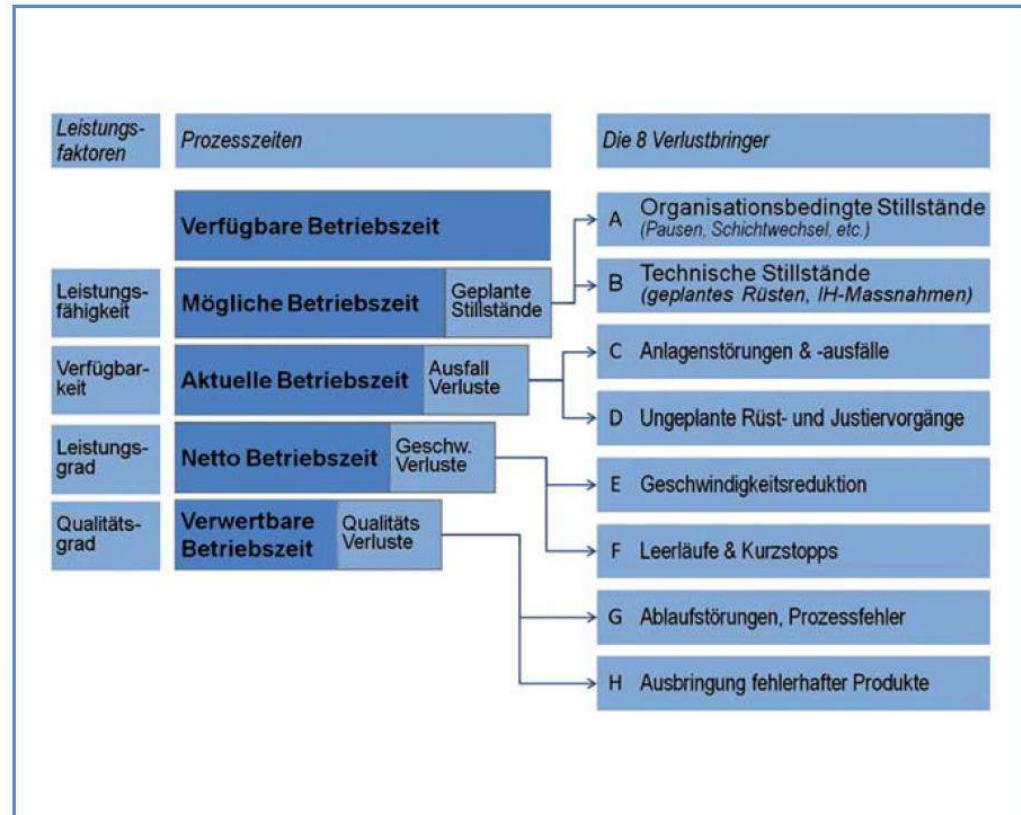 Leistungs-
faktoren
Prozesszeiten
Die 8 Verlustbringer
Verfügbare Betriebszeit
A Organisationsbedingte Stillstände
(Pausen, Schichtwechsel, etc.)
Leistungs-
fähigkeit
Mögliche Betriebszeit
Geplante
Stillstände
B Technische Stillstände
(geplantes Rüsten, IH-Massnahmen)
Verfügbar-
keit
Aktuelle Betriebszeit
Ausfall
Verluste
C Anlagenstörungen & -ausfälle
D Ungeplante Rüst- und Justiervorgänge
Leistungs-
grad
Netto Betriebszeit
Geschw.
Verluste
E Geschwindigkeitsreduktion
Qualitäts-
grad
Verwertbare
Betriebszeit
Qualitäts
Verluste
F Leerläufe & Kurzstopps
G Ablaufstörungen, Prozessfehler
H Ausbringung fehlerhafter Produkte